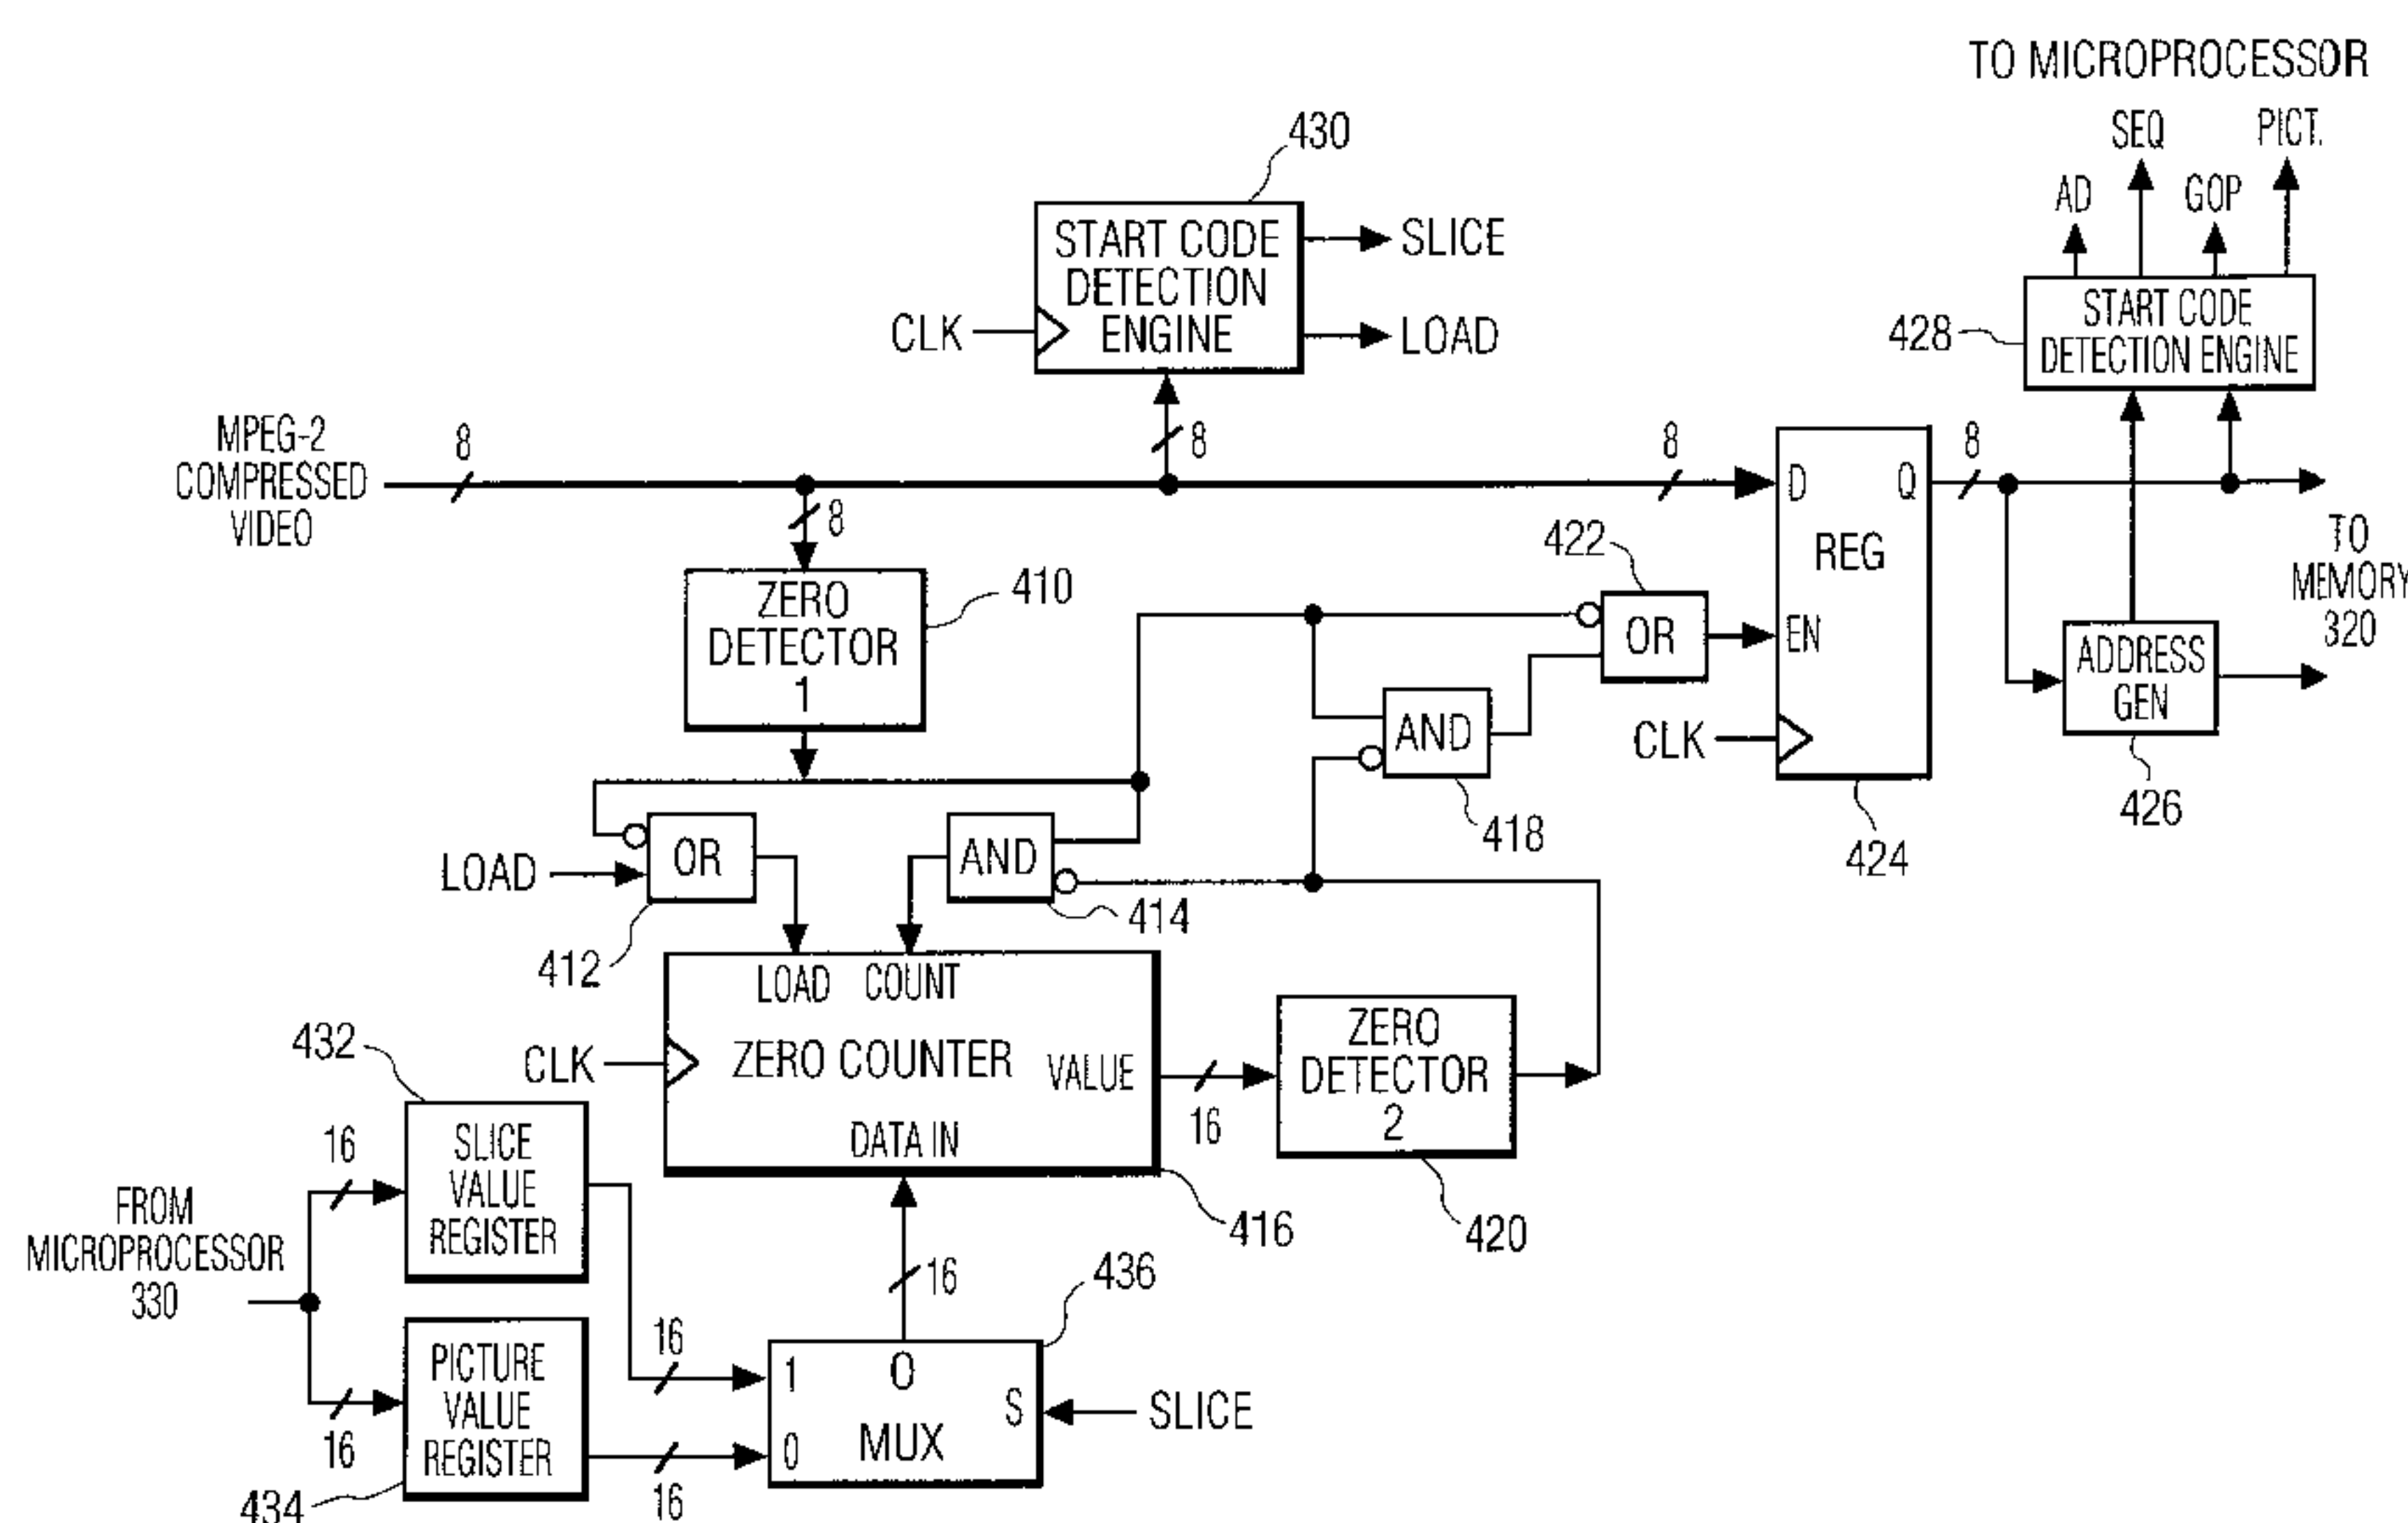 TO MICROPROCESSOR
SEQ
PICT.
AD
GOP
430
START CODE
DETECTION
ENGINE
SLICE
LOAD
CLK
428
START CODE
DETECTION ENGINE
MPEG-2
COMPRESSED
VIDEO
8
8
8
8
8
D
Q
REG
EN
CLK
424
TO
MEMORY
320
ADDRESS
GEN
426
ZERO
DETECTOR
1
410
422
OR
AND
418
LOAD
OR
412
AND
414
LOAD
COUNT
CLK
ZERO COUNTER
VALUE
DATA IN
416
16
ZERO
DETECTOR
2
420
432
SLICE
VALUE
REGISTER
16
FROM
MICROPROCESSOR
330
16
PICTURE
VALUE
REGISTER
434
16
16
16
436
1
O
S
0
MUX
SLICE